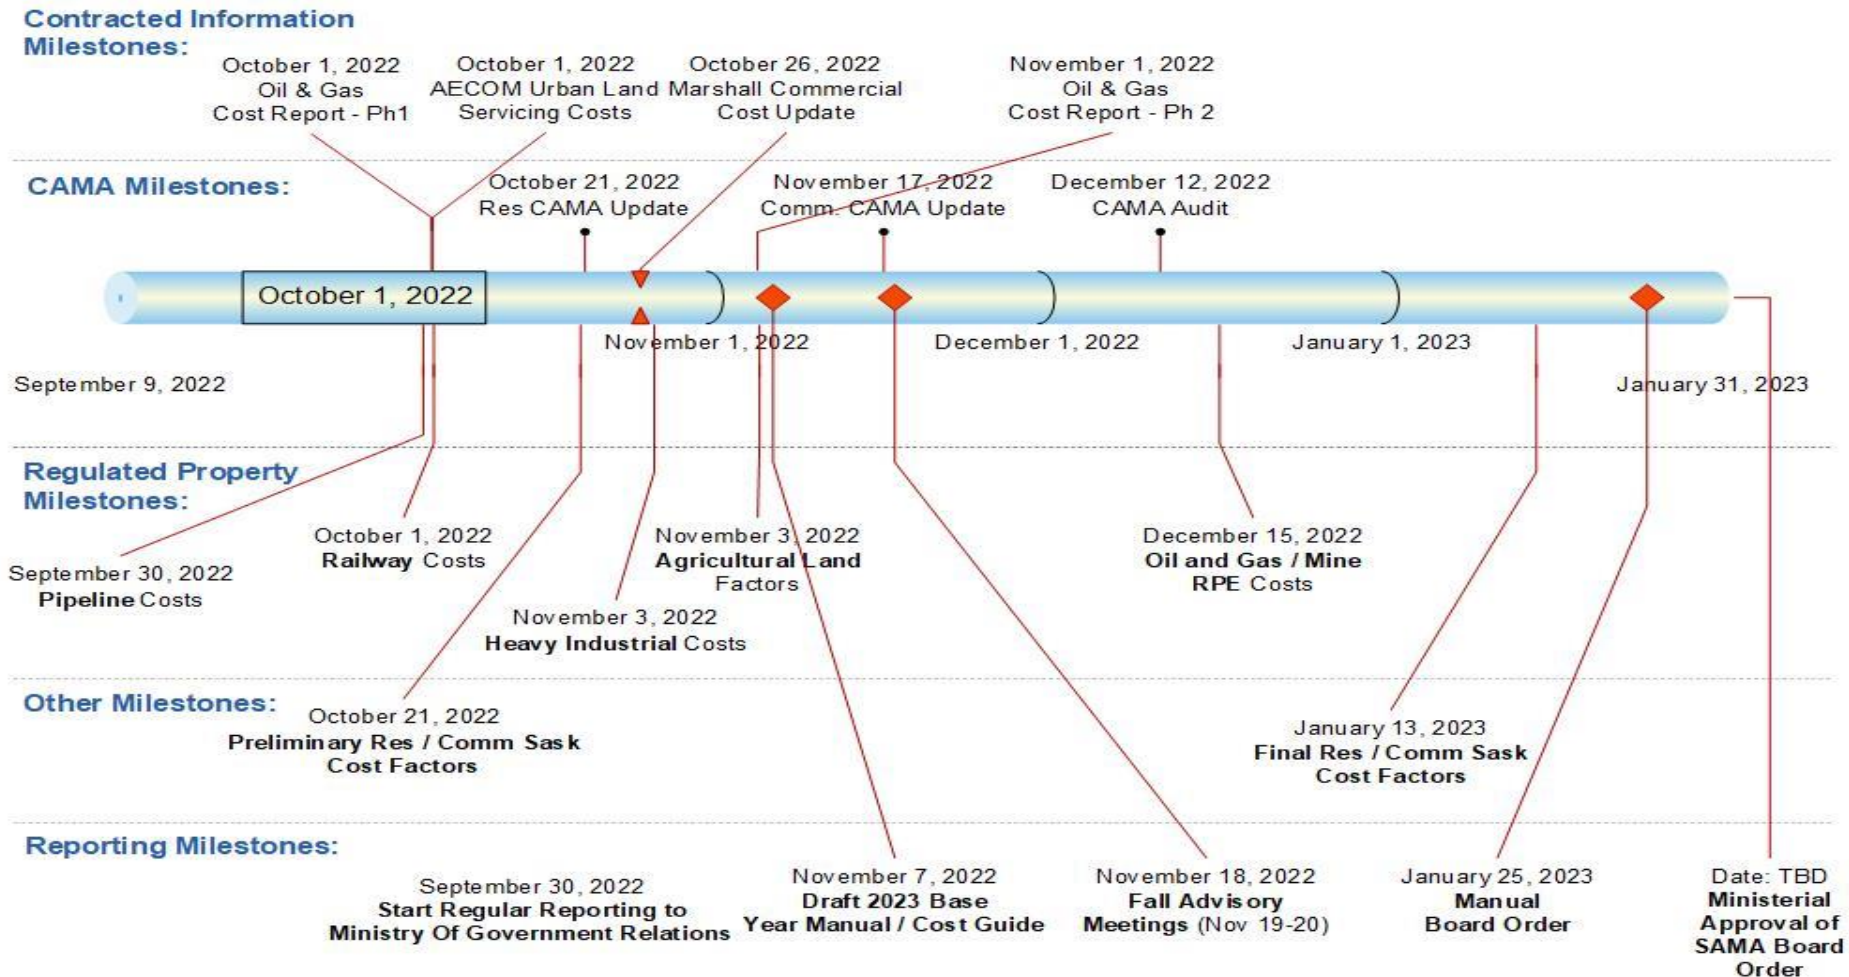 Contracted Information
Milestones:
October 1, 2022
Oil & Gas
Cost Report - Ph1
October 1, 2022
AECOM Urban Land
Servicing Costs
October 26, 2022
Marshall Commercial
Cost Update
November 1, 2022
Oil & Gas
Cost Report - Ph 2
CAMA Milestones:
October 21, 2022
Res CAMA Update
November 17, 2022
Comm. CAMA Update
December 12, 2022
CAMA Audit
October 1, 2022
November 1, 2022
December 1, 2022
January 1, 2023
September 9, 2022
January 31, 2023
Regulated Property
Milestones:
September 30, 2022
Pipeline Costs
October 1, 2022
Railway Costs
November 3, 2022
Heavy Industrial Costs
November 3, 2022
Agricultural Land
Factors
December 15, 2022
Oil and Gas / Mine
RPE Costs
Other Milestones:
October 21, 2022
Preliminary Res / Comm Sask
Cost Factors
January 13, 2023
Final Res / Comm Sask
Cost Factors
Reporting Milestones:
September 30, 2022
Start Regular Reporting to
Ministry Of Government Relations
November 7, 2022
Draft 2023 Base
Year Manual / Cost Guide
November 18, 2022
Fall Advisory
Meetings (Nov 19-20)
January 25, 2023
Manual
Board Order
Date: TBD
Ministerial
Approval of
SAMA Board
Order